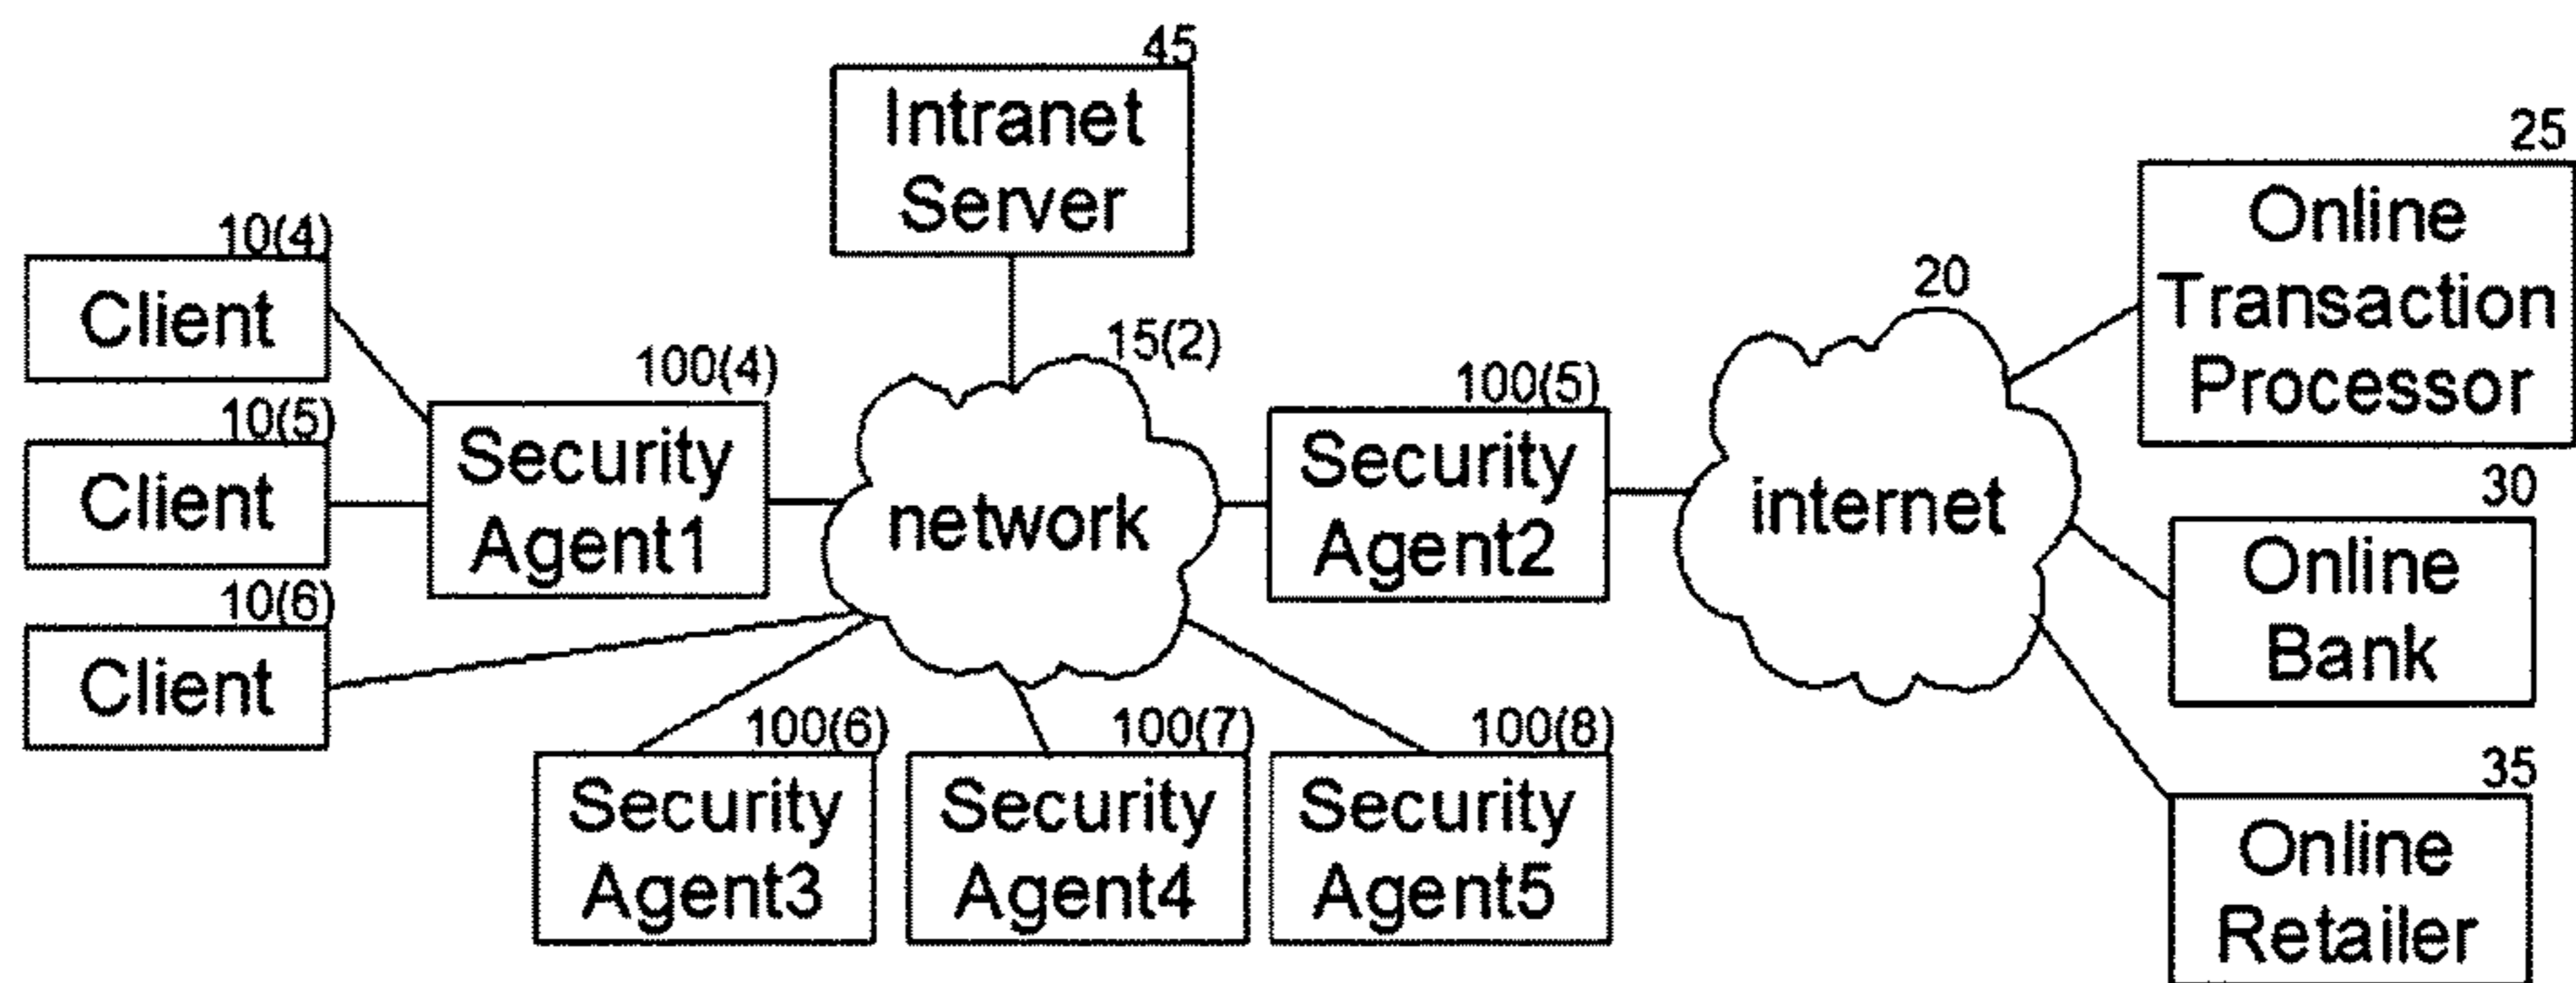 45
Intranet
Server
25
Online
Transaction
Processor
10(4)
Client
20
internet
15(2)
network
100(4)
Security
Agent1
100(5)
Security
Agent2
10(5)
Client
30
Online
Bank
10(6)
Client
100(6)
Security
Agent3
100(7)
Security
Agent4
100(8)
Security
Agent5
35
Online
Retailer